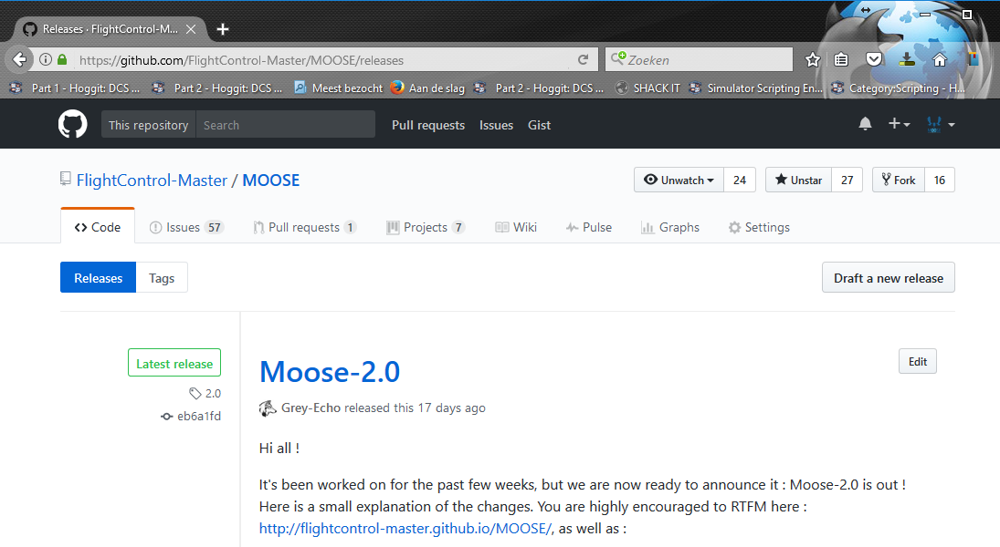 Releases · FlightControl-M...
https://github.com/FlightControl-Master/MOOSE/releases
Zoeken
Part 1 - Hoggit: DCS ... Part 2 - Hoggit: DCS ... Meest bezocht Aan de slag Part 2 - Hoggit: DCS ... SHACK IT Simulator Scripting En... Category:Scripting - H...
This repository Search Pull requests Issues Gist
FlightControl-Master / MOOSE Unwatch 24 Unstar 27 Fork 16
Code Issues 57 Pull requests 1 Projects 7 Wiki Pulse Graphs Settings
Releases Tags Draft a new release
Latest release
2.0
eb6a1fd
Moose-2.0 Edit
Grey-Echo released this 17 days ago
Hi all !
It's been worked on for the past few weeks, but we are now ready to announce it : Moose-2.0 is out !
Here is a small explanation of the changes. You are highly encouraged to RTFM here :
http://flightcontrol-master.github.io/MOOSE/, as well as :